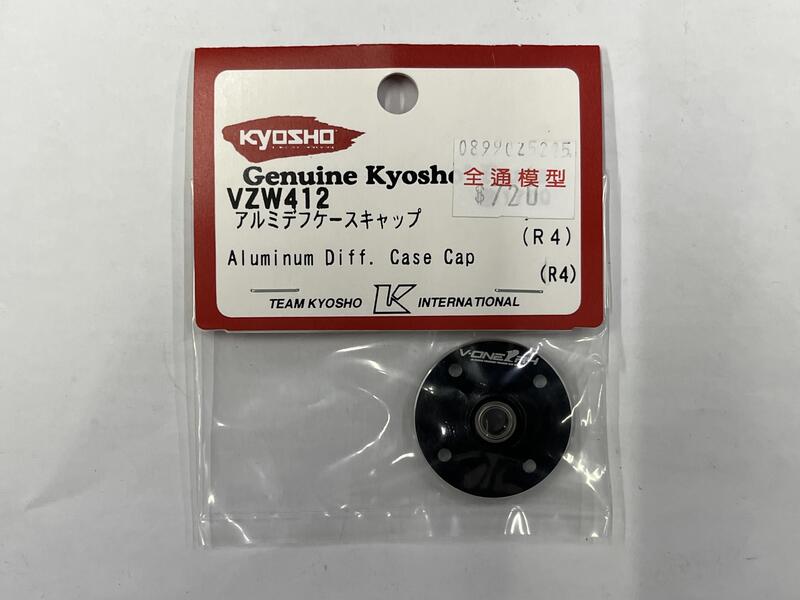 KYOSHO
Genuine Kyosho
VZW412
アルミデフケースキャップ
(R4)
Aluminum Diff. Case Cap
(R4)
TEAM KYOSHO K INTERNATIONAL
0899025215
全通模型
$720
V-ONE R4